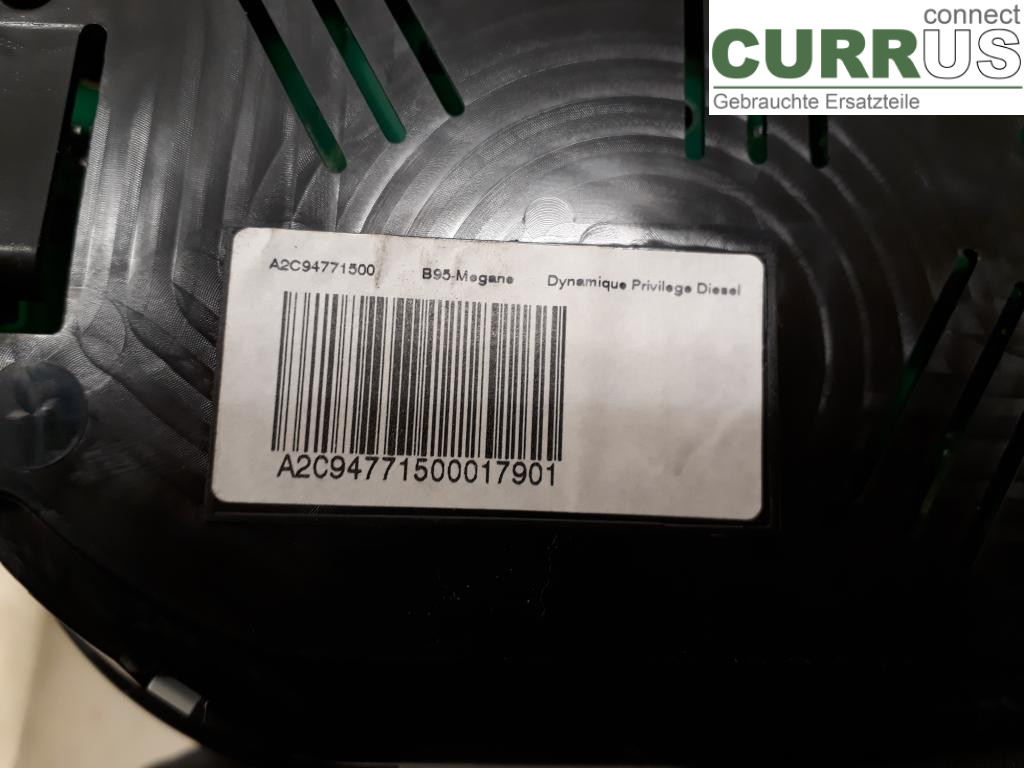 connect
CURRUS
Gebrauchte Ersatzteile
A2C94771500 B95-Megane Dynamique Privilege Diesel
A2C94771500017901